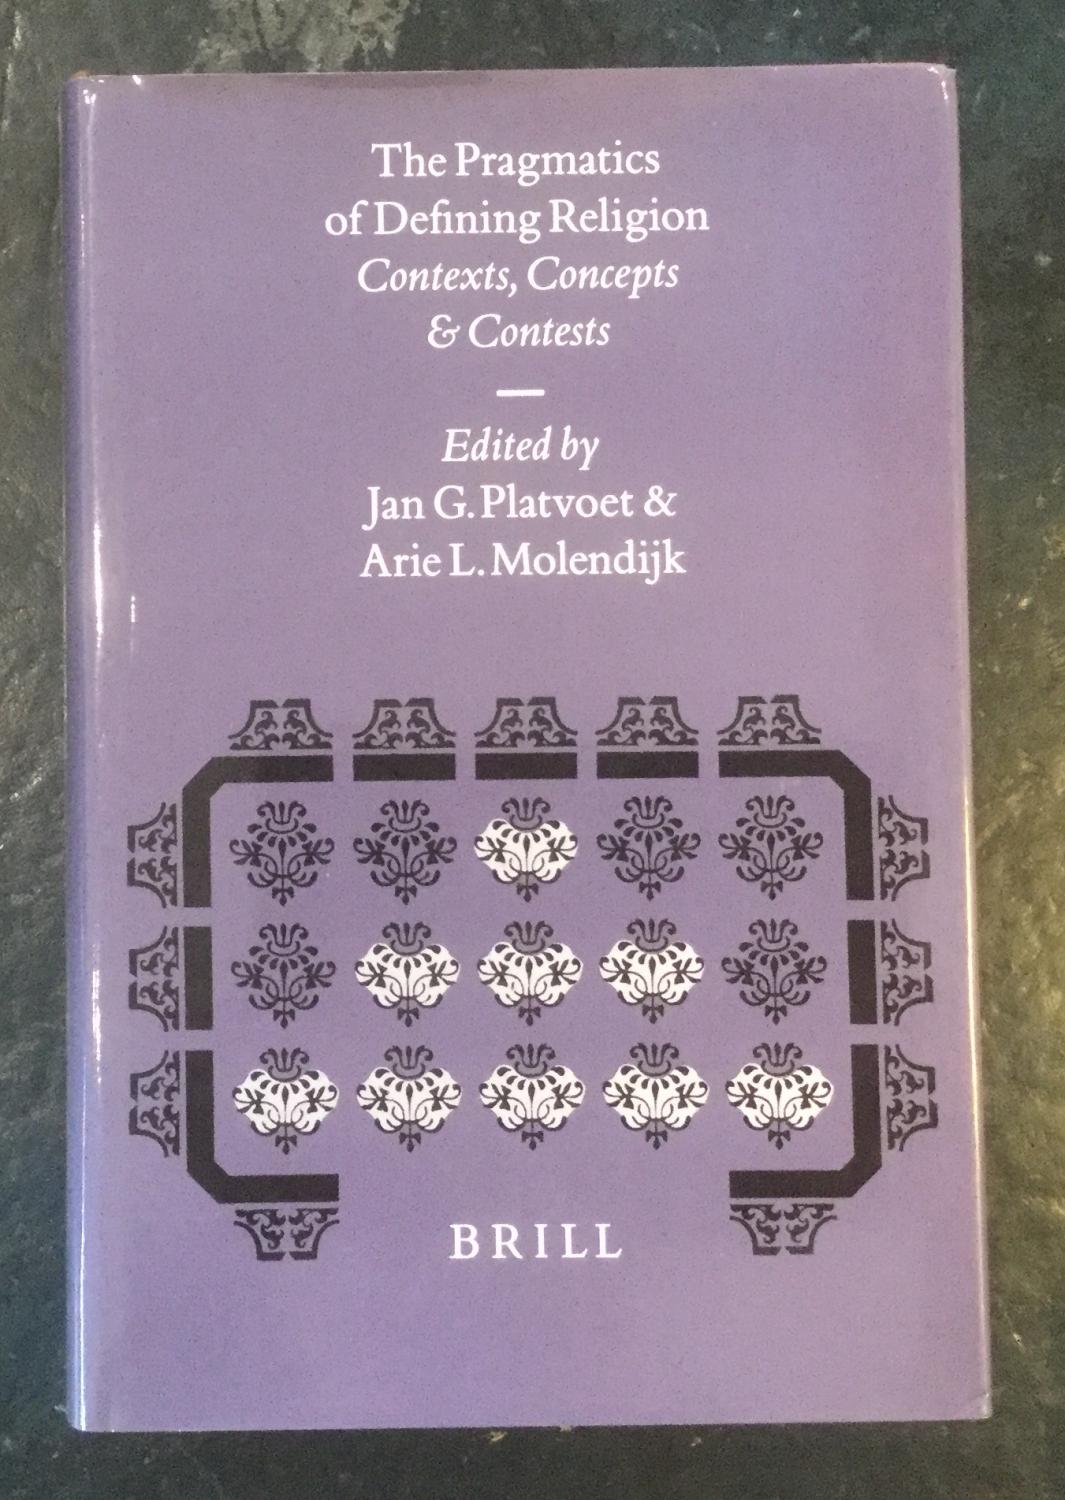 The Pragmatics
of Defining Religion
Contexts, Concepts
& Contests
Edited by
Jan G. Platvoet &
Arie L. Molendijk
BRILL